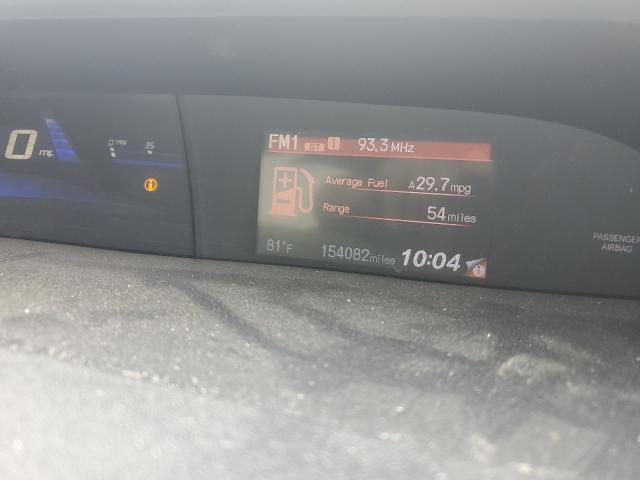 FM1 ST i 93.3 MHz
Average Fuel A 29.7 mpg
Range 54 miles
81°F 154082 miles 10:04
0
0 35
PASSENGER
AIRBAG